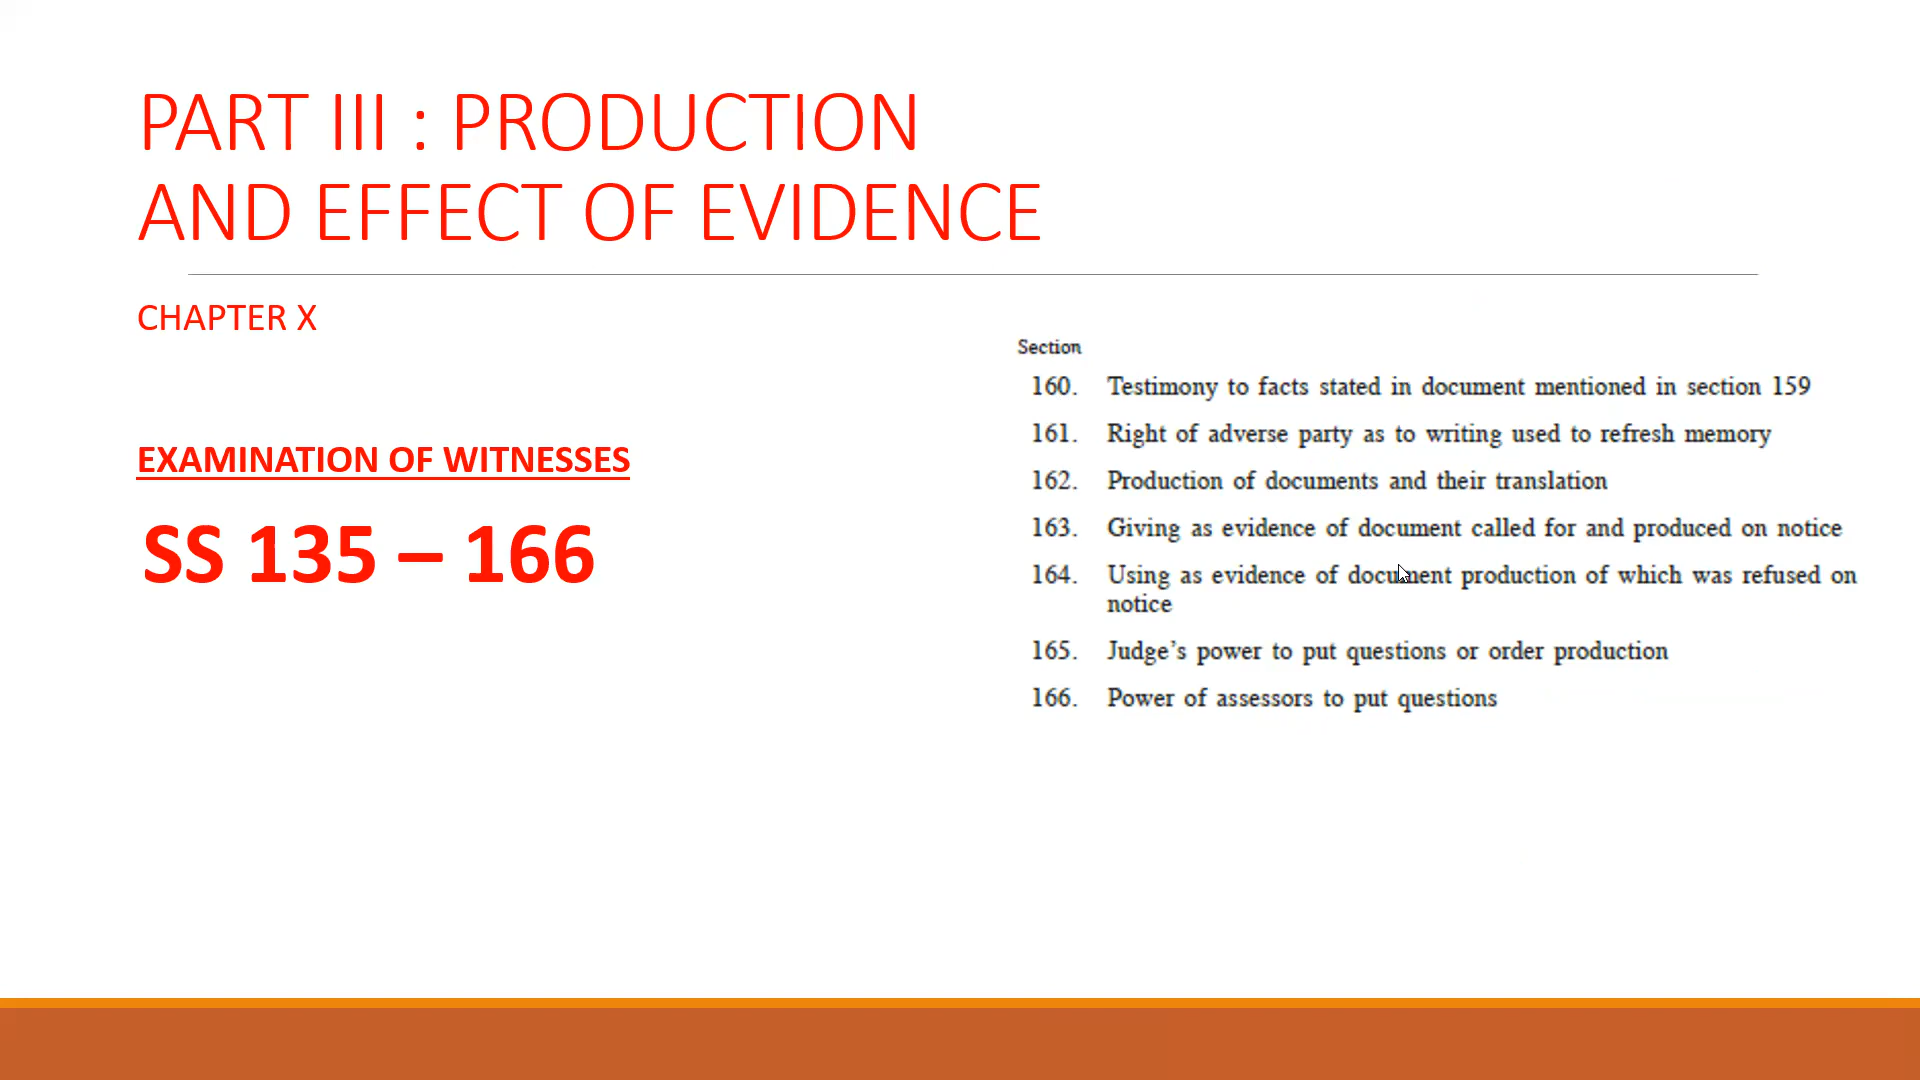 PART III : PRODUCTION
AND EFFECT OF EVIDENCE
CHAPTER X
EXAMINATION OF WITNESSES
SS 135 – 166
Section
160. Testimony to facts stated in document mentioned in section 159
161. Right of adverse party as to writing used to refresh memory
162. Production of documents and their translation
163. Giving as evidence of document called for and produced on notice
164. Using as evidence of document production of which was refused on
notice
165. Judge’s power to put questions or order production
166. Power of assessors to put questions